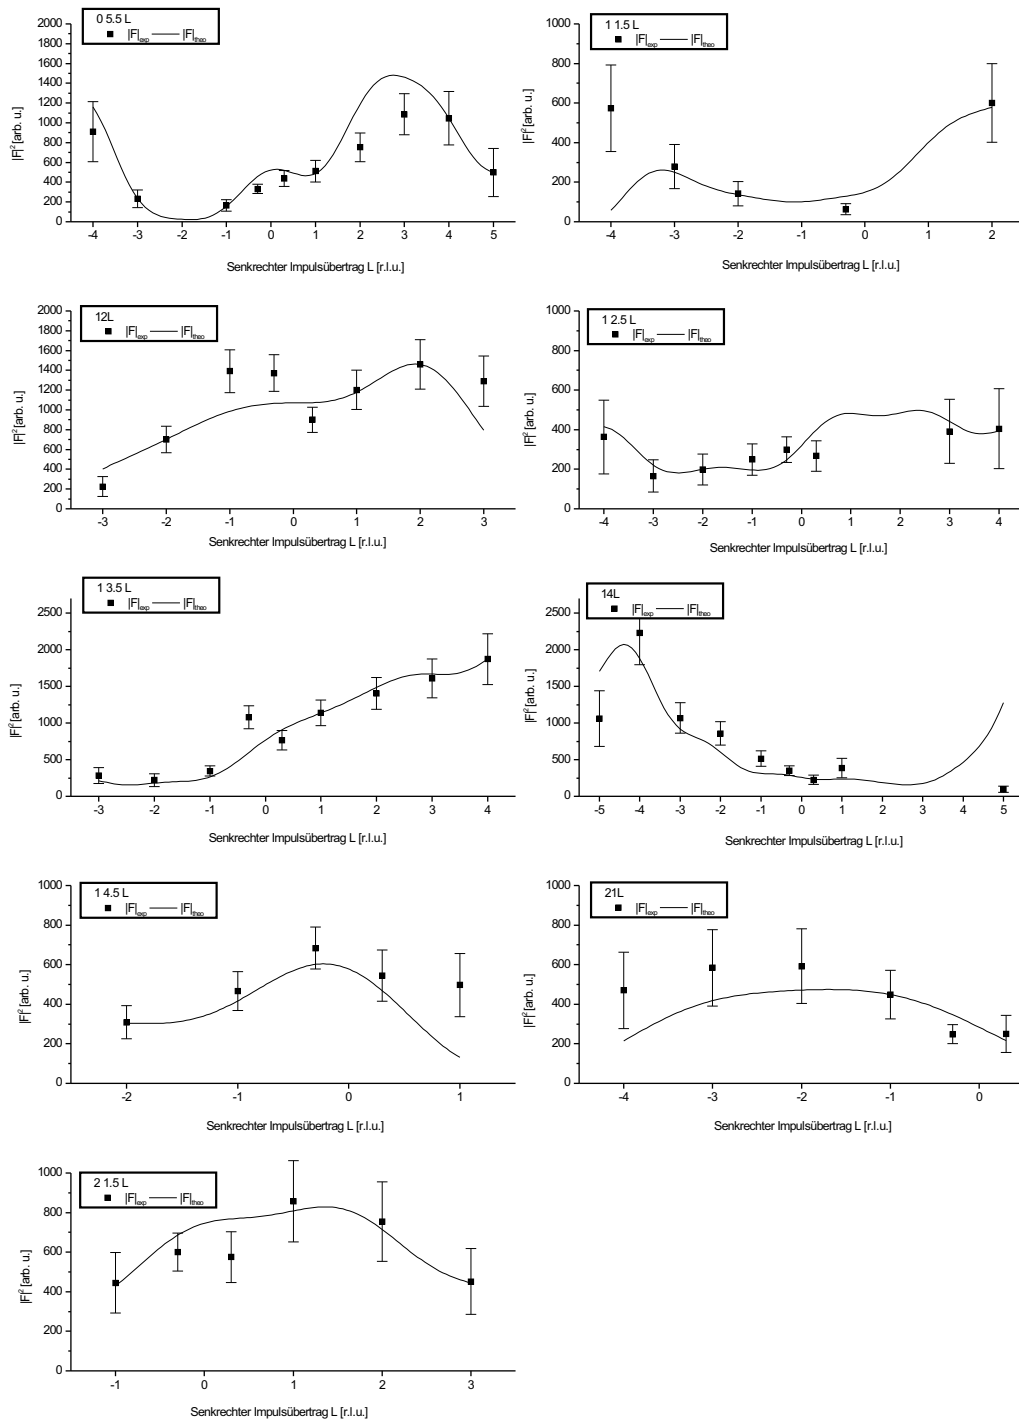 0 5.5 L
|F|exp |F|theo
2000
1800
1600
1400
1200
1000
800
600
400
200
0
|F|² [arb. u.]
-4 -3 -2 -1 0 1 2 3 4 5
Senkrechter Impulsübertrag L [r.l.u.]
1 1.5 L
|F|exp |F|theo
1000
800
600
400
200
0
|F|² [arb. u.]
-4 -3 -2 -1 0 2
Senkrechter Impulsübertrag L [r.l.u.]
12L
|F|exp |F|theo
2000
1800
1600
1400
1200
1000
800
600
400
200
0
|F|² [arb. u.]
-3 -2 -1 0 1 2 3
Senkrechter Impulsübertrag L [r.l.u.]
1 2.5 L
|F|exp |F|theo
1000
800
600
400
200
0
|F|² [arb. u.]
-4 -3 -2 -1 0 1 2 3 4
Senkrechter Impulsübertrag L [r.l.u.]
1 3.5 L
|F|exp |F|theo
2500
2000
1500
1000
500
0
|F|² [arb. u.]
-3 -2 -1 0 1 2 3 4
Senkrechter Impulsübertrag L [r.l.u.]
14L
|F|exp |F|theo
2500
2000
1500
1000
500
0
|F|² [arb. u.]
-5 -4 -3 -2 -1 0 1 2 3 4 5
Senkrechter Impulsübertrag L [r.l.u.]
1 4.5 L
|F|exp |F|theo
1000
800
600
400
200
0
|F|² [arb. u.]
-2 -1 0 1
Senkrechter Impulsübertrag L [r.l.u.]
21L
|F|exp |F|theo
1000
800
600
400
200
0
|F|² [arb. u.]
-4 -3 -2 -1 0
Senkrechter Impulsübertrag L [r.l.u.]
2 1.5 L
|F|exp |F|theo
1000
800
600
400
200
0
|F|² [arb. u.]
-1 0 1 2 3
Senkrechter Impulsübertrag L [r.l.u.]